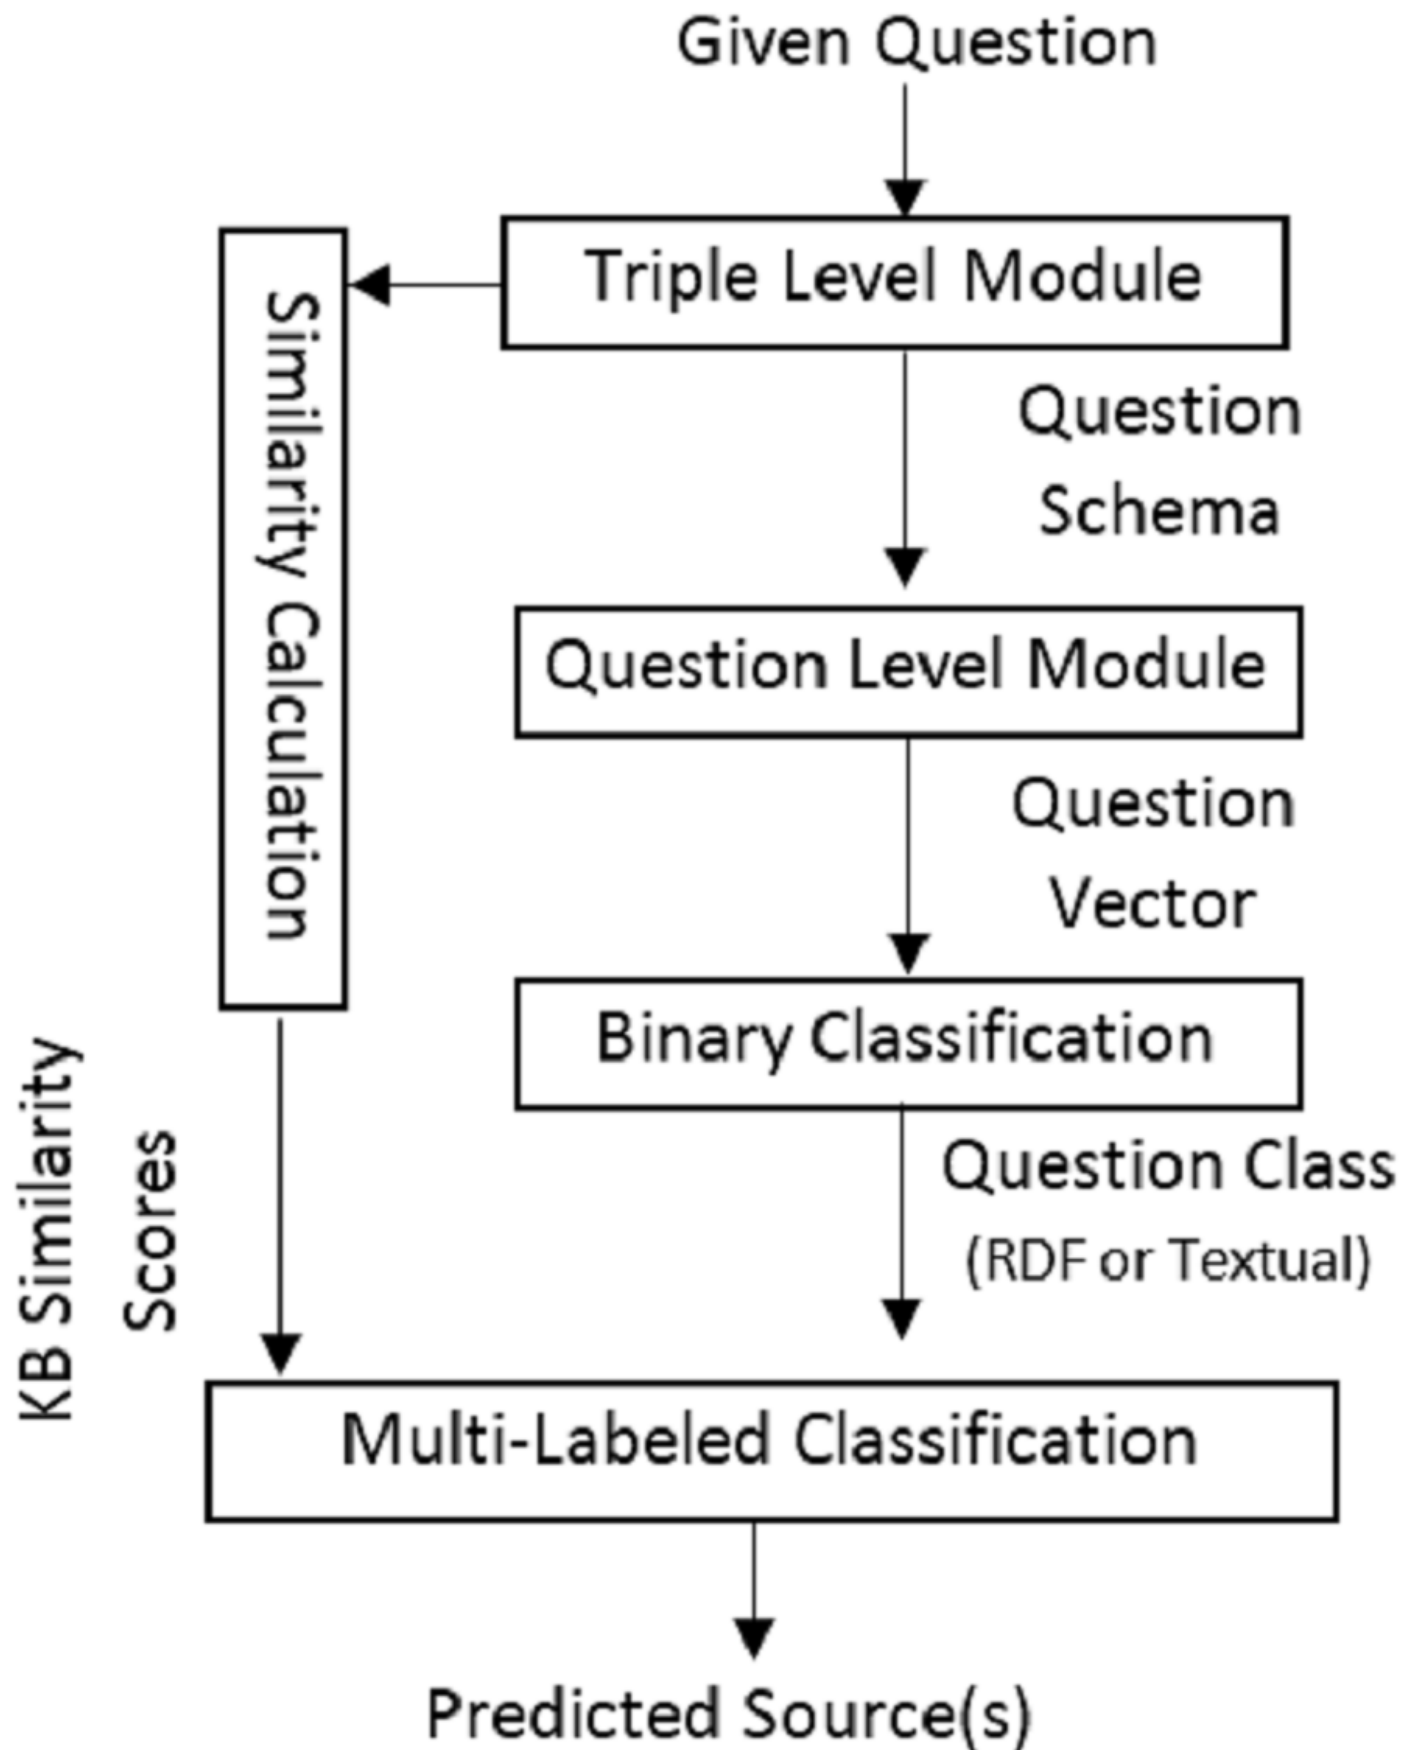 Given Question
Triple Level Module
Similarity Calculation
Question
Schema
Question Level Module
Question
Vector
Binary Classification
KB Similarity
Scores
Question Class
(RDF or Textual)
Multi-Labeled Classification
Predicted Source(s)